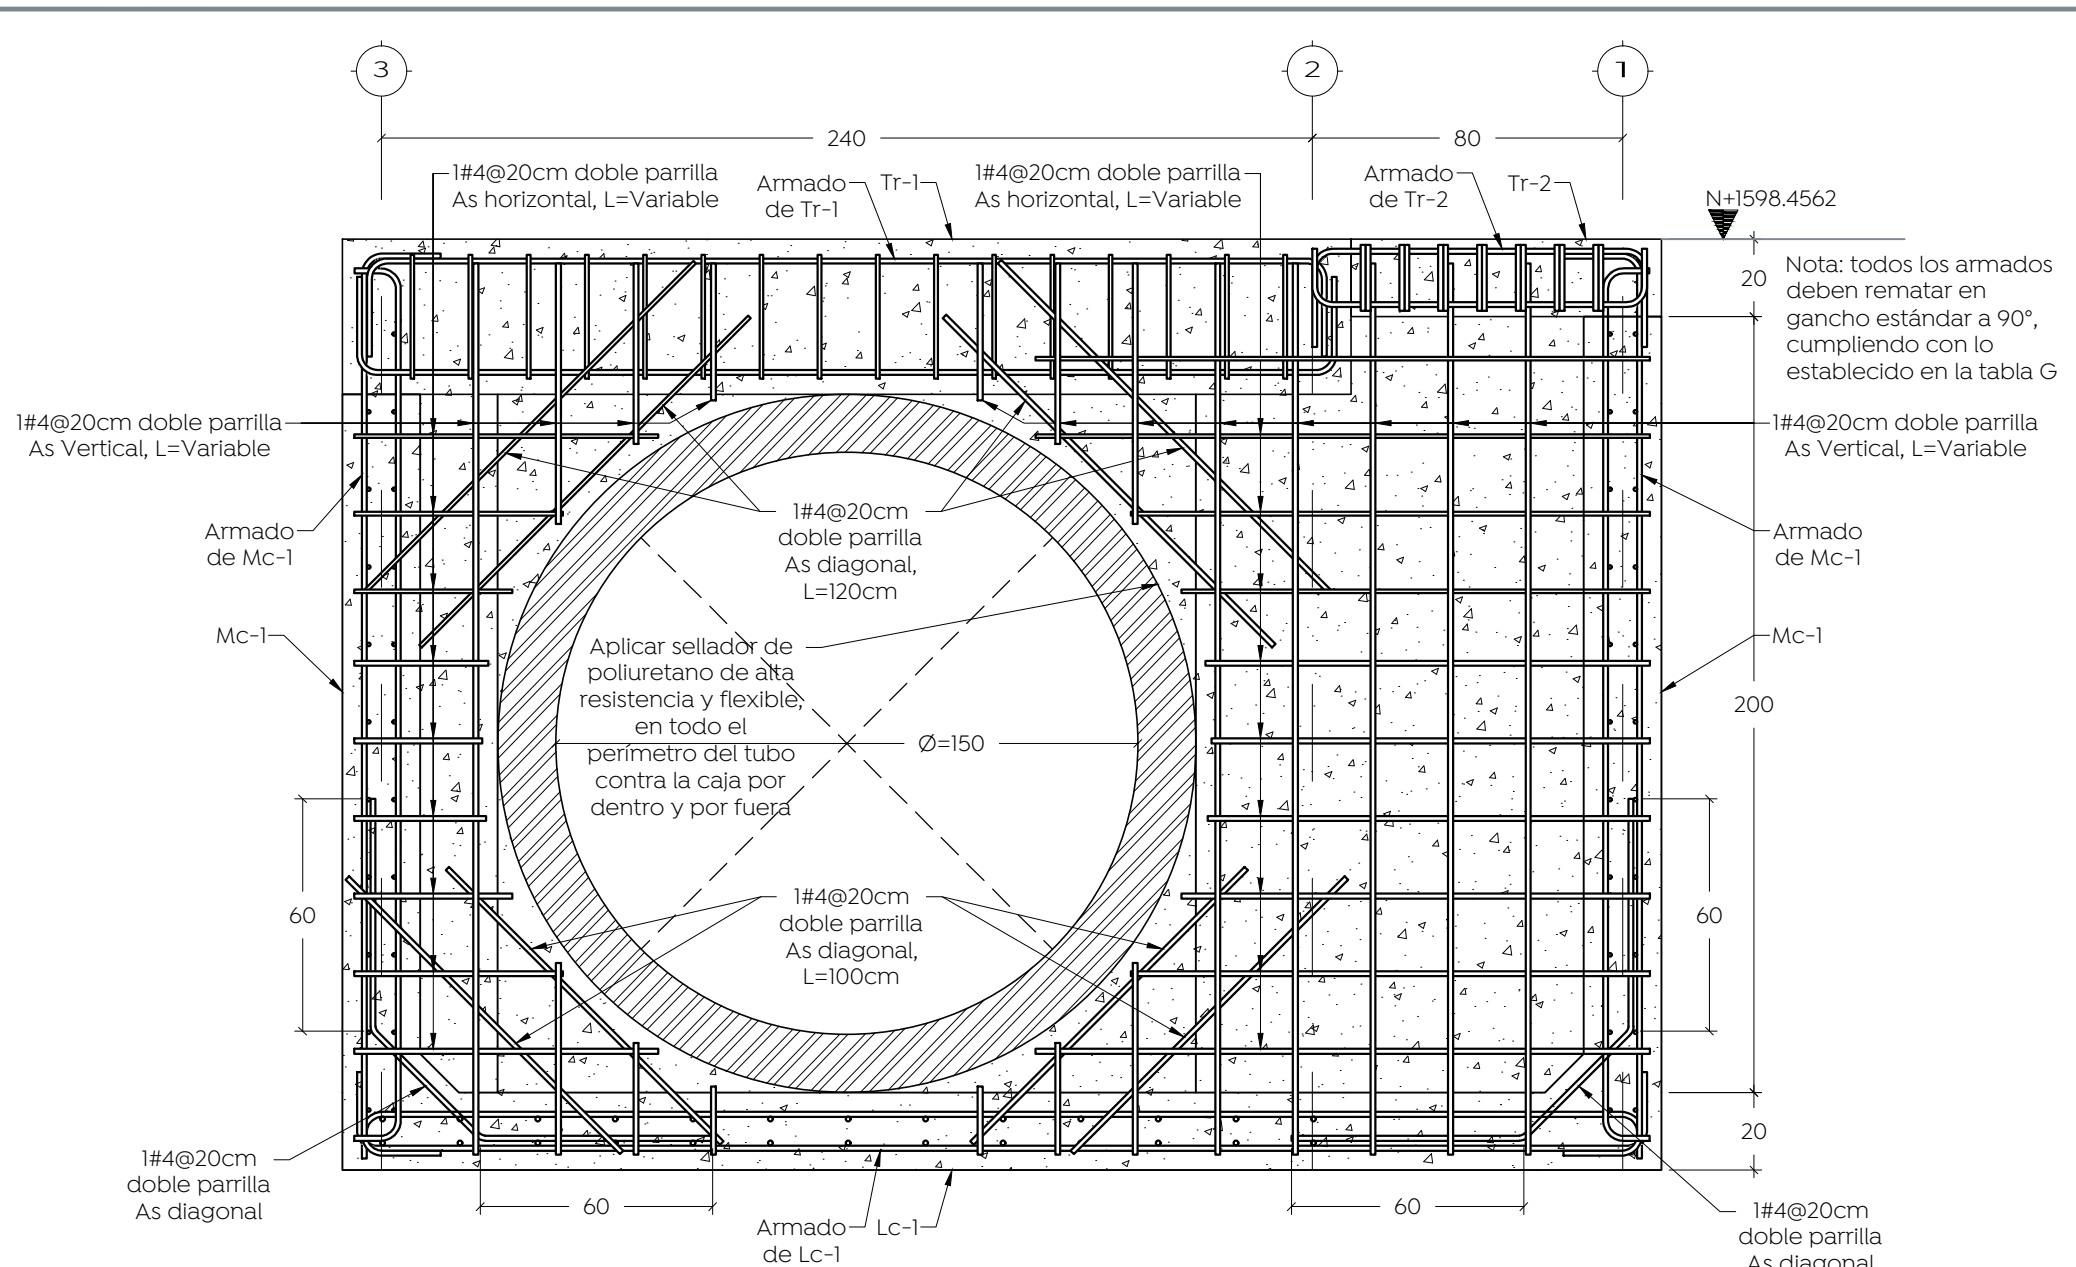 3
2
1
240
80
1#4@20cm doble parrilla
As horizontal, L=Variable
Armado
de Tr-1
Tr-1
1#4@20cm doble parrilla
As horizontal, L=Variable
Armado
de Tr-2
Tr-2
N+1598.4562
20
Nota: todos los armados
deben rematar en
gancho estándar a 90°,
cumpliendo con lo
establecido en la tabla G
1#4@20cm doble parrilla
As Vertical, L=Variable
1#4@20cm doble parrilla
As Vertical, L=Variable
Armado
de Mc-1
1#4@20cm
doble parrilla
As diagonal,
L=120cm
Armado
de Mc-1
Mc-1
Aplicar sellador de
poliuretano de alta
resistencia y flexible,
en todo el
perímetro del tubo
contra la caja por
dentro y por fuera
Mc-1
200
Ø=150
60
1#4@20cm
doble parrilla
As diagonal,
L=100cm
60
20
1#4@20cm
doble parrilla
As diagonal
60
Armado
de Lc-1
Lc-1
60
1#4@20cm
doble parrilla
As diagonal